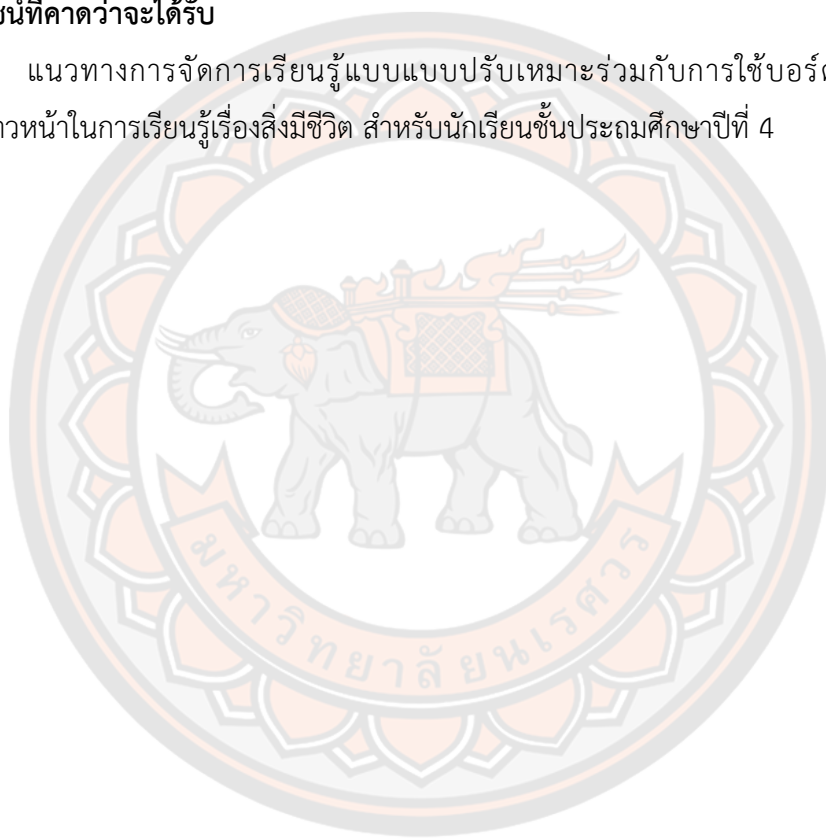 ชน์ที่คาดว่าจะได้รับ
แนวทางการจัดการเรียนรู้แบบแบบปรับเหมาะร่วมกับการใช้บอร์ด
วหน้าในการเรียนรู้เรื่องสิ่งมีชีวิต สำหรับนักเรียนชั้นประถมศึกษาปีที่ 4
มหาวิทยาลัยนเรศวร